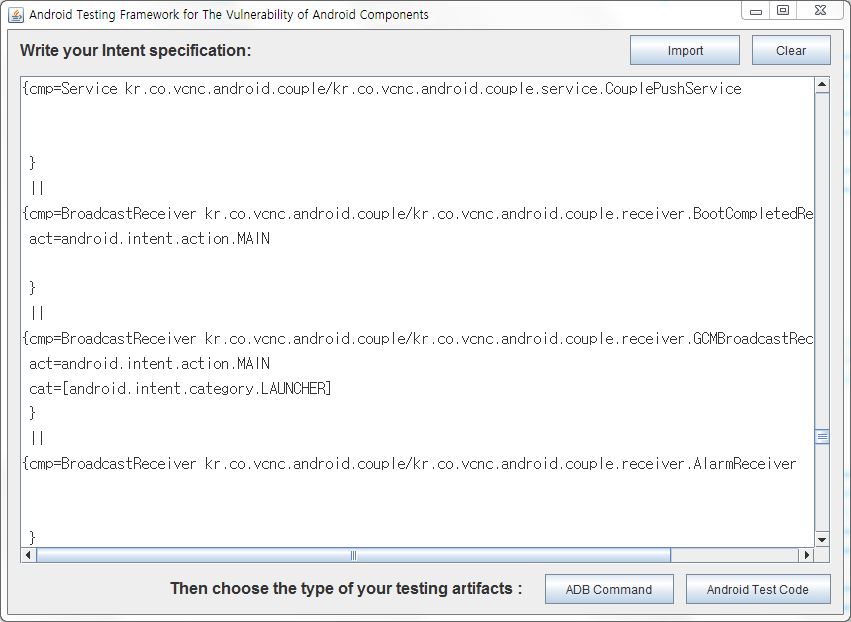 Android Testing Framework for The Vulnerability of Android Components
Write your Intent specification:
Import
Clear
{cmp=Service kr.co.vcnc.android.couple/kr.co.vcnc.android.couple.service.CouplePushService
}
||
{cmp=BroadcastReceiver kr.co.vcnc.android.couple/kr.co.vcnc.android.couple.receiver.BootCompletedRe
act=android.intent.action.MAIN
}
||
{cmp=BroadcastReceiver kr.co.vcnc.android.couple/kr.co.vcnc.android.couple.receiver.GCMBroadcastRec
act=android.intent.action.MAIN
cat=[android.intent.category.LAUNCHER]
}
||
{cmp=BroadcastReceiver kr.co.vcnc.android.couple/kr.co.vcnc.android.couple.receiver.AlarmReceiver
}
Then choose the type of your testing artifacts :
ADB Command
Android Test Code